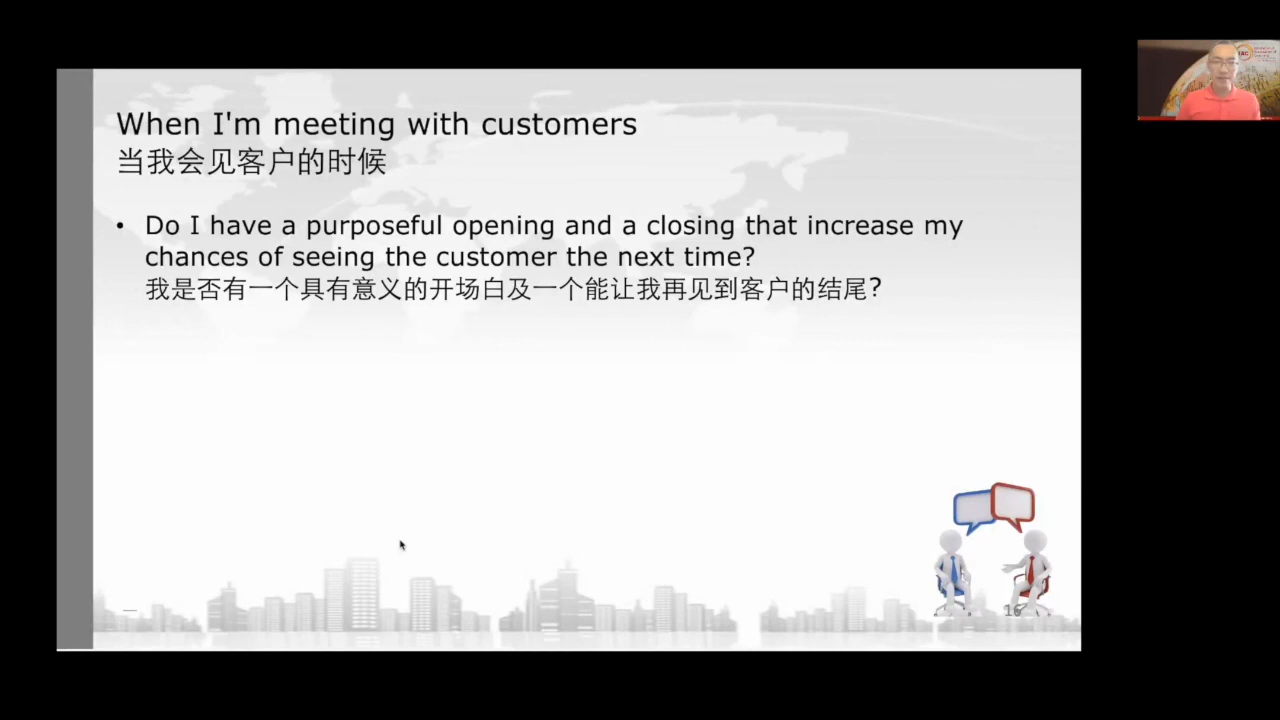 When I'm meeting with customers
当我会见客户的时候
• Do I have a purposeful opening and a closing that increase my
chances of seeing the customer the next time?
我是否有一个具有意义的开场白及一个能让我再见到客户的结尾?
16